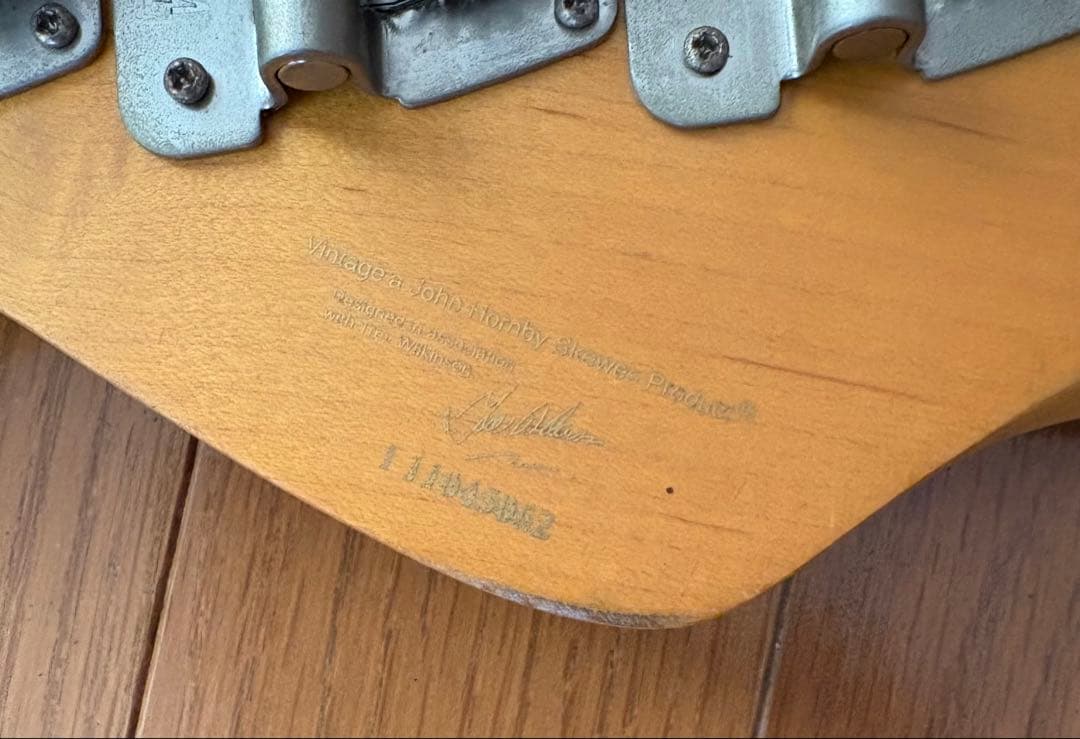 Vintage a John Hornby Skewes Product®
Designed in association
with Trev Wilkinson